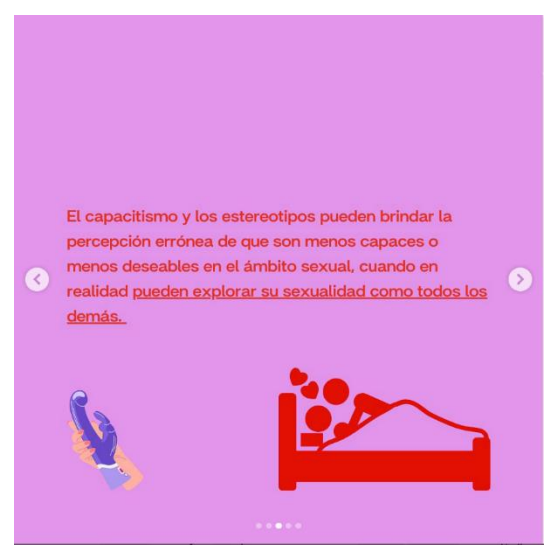 El capacitismo y los estereotipos pueden brindar la
percepción errónea de que son menos capaces o
menos deseables en el ámbito sexual, cuando en
realidad pueden explorar su sexualidad como todos los
demás.